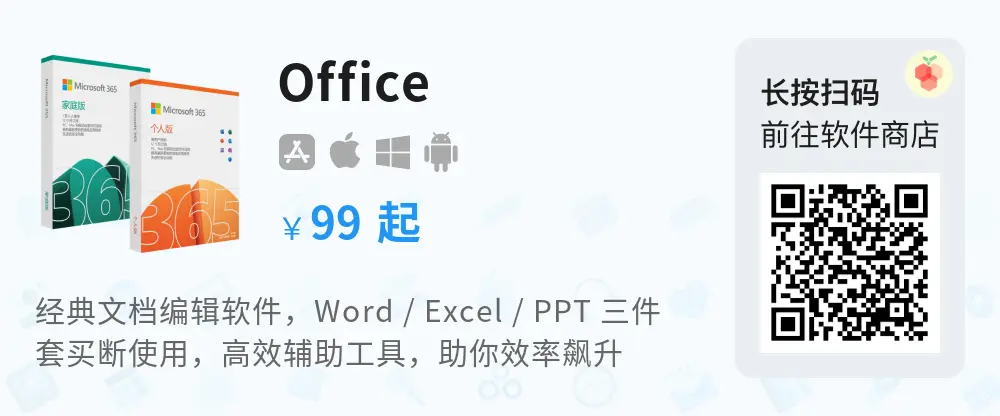 Office
¥ 99 起
经典文档编辑软件，Word / Excel / PPT 三件
套买断使用，高效辅助工具，助你效率飙升
Microsoft 365
家庭版
365
Microsoft 365
个人版
365
长按扫码
前往软件商店